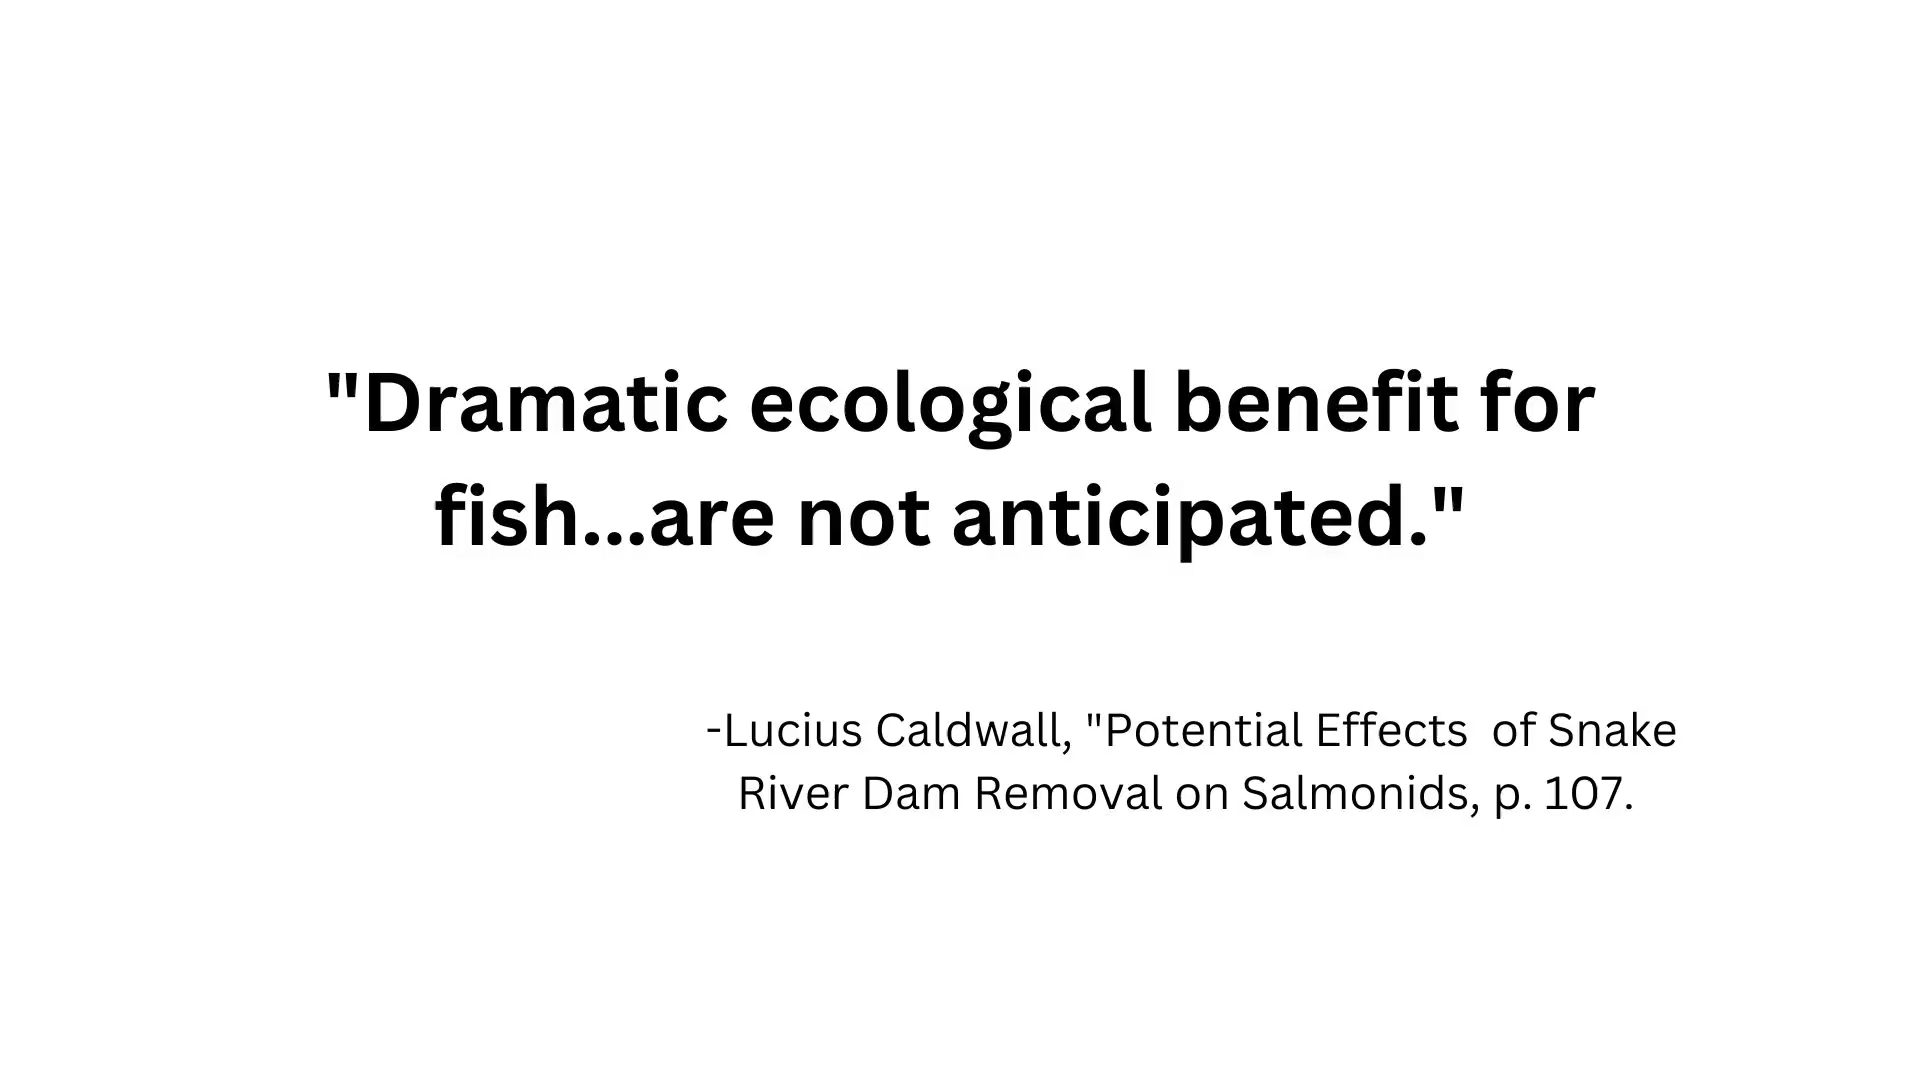 "Dramatic ecological benefit for
fish...are not anticipated."
-Lucius Caldwall, "Potential Effects  of Snake
River Dam Removal on Salmonids, p. 107.